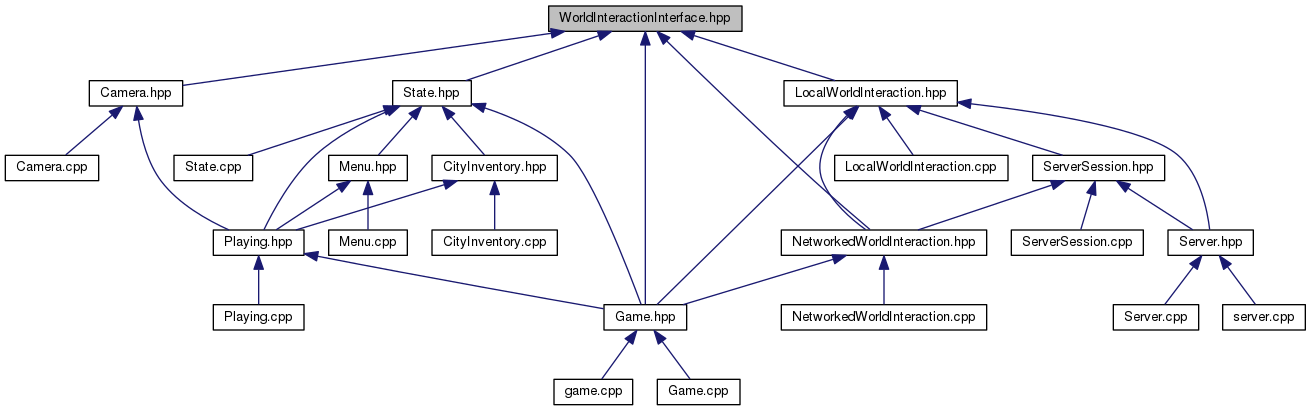 WorldInteractionInterface.hpp
Camera.hpp
State.hpp
LocalWorldInteraction.hpp
Camera.cpp
State.cpp
Menu.hpp
CityInventory.hpp
LocalWorldInteraction.cpp
ServerSession.hpp
Playing.hpp
Menu.cpp
CityInventory.cpp
NetworkedWorldInteraction.hpp
ServerSession.cpp
Server.hpp
Playing.cpp
Game.hpp
NetworkedWorldInteraction.cpp
Server.cpp
server.cpp
game.cpp
Game.cpp